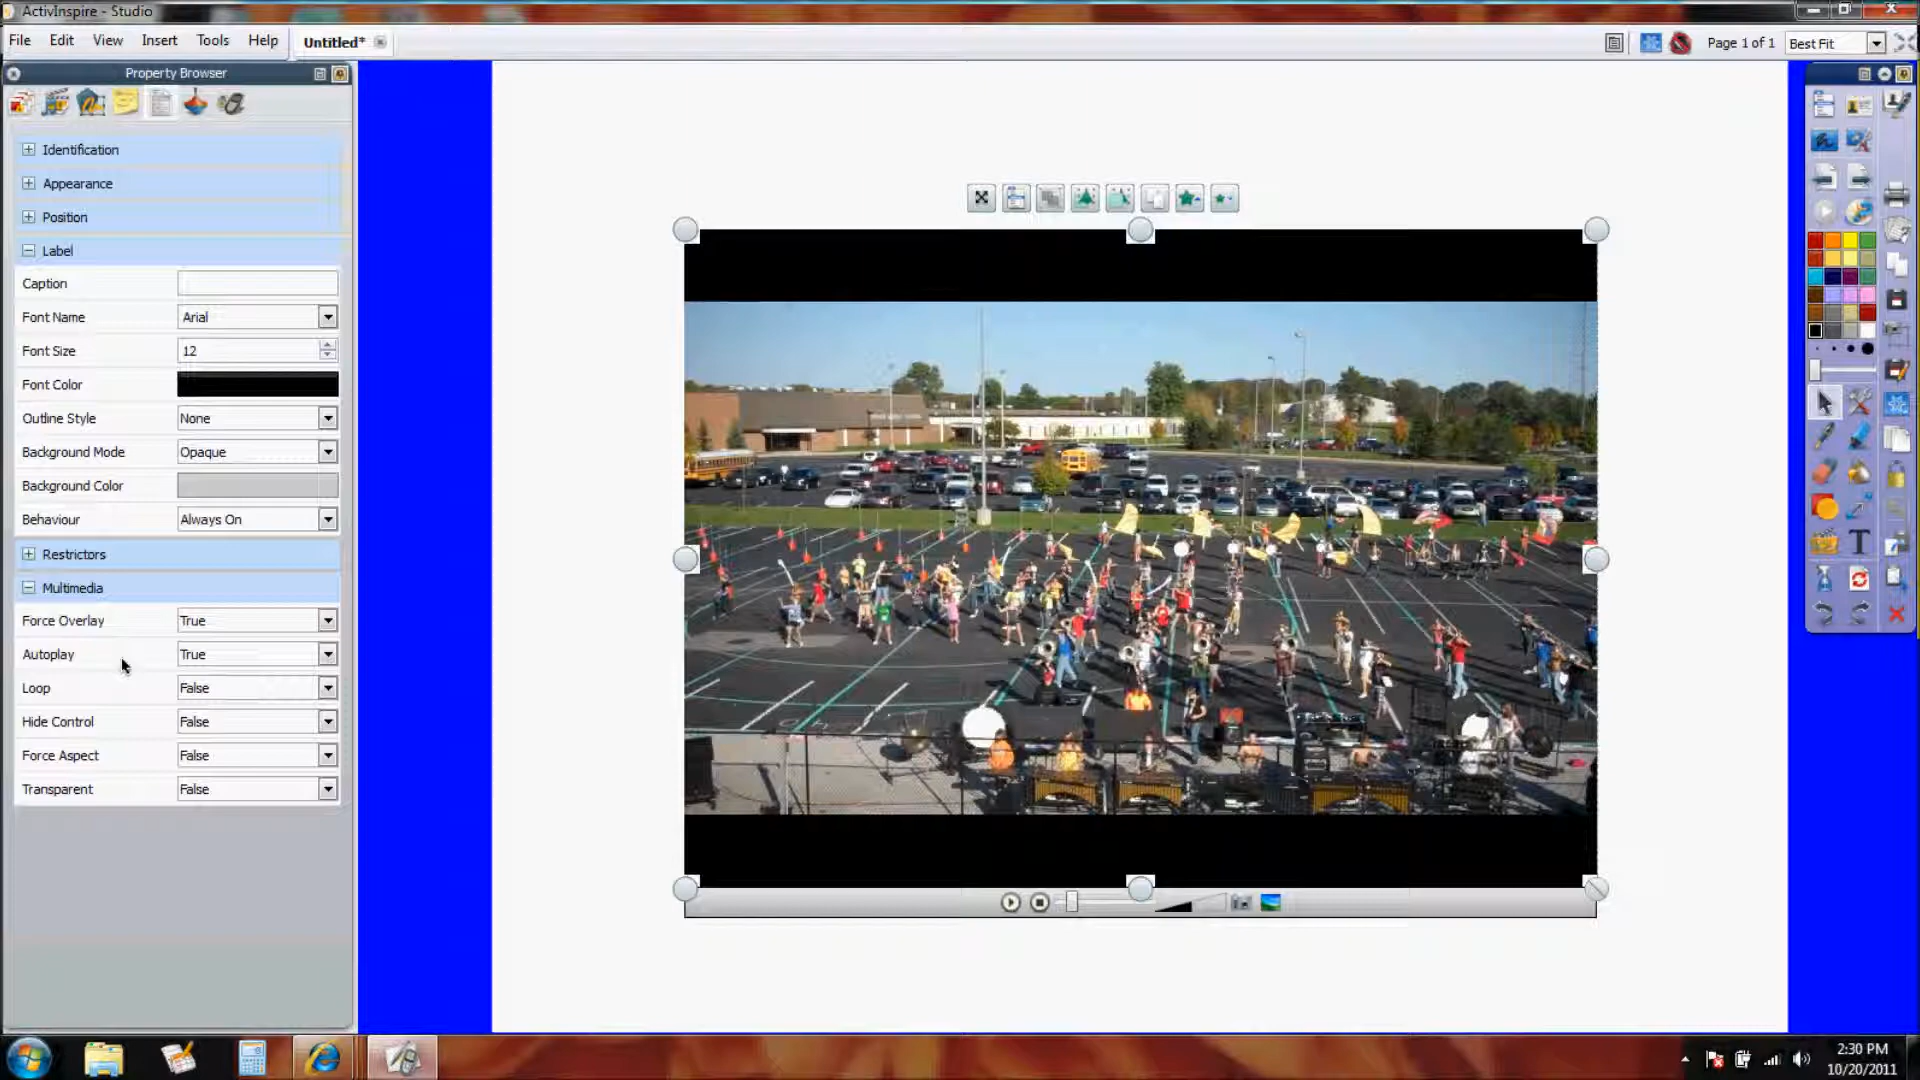 ActivInspire - Studio
File Edit View Insert Tools Help Untitled* Page 1 of 1 Best Fit
Property Browser
Identification
Appearance
Position
Label
Caption
Font Name Arial
Font Size 12
Font Color
Outline Style None
Background Mode Opaque
Background Color
Behaviour Always On
Restrictors
Multimedia
Force Overlay True
Autoplay True
Loop False
Hide Control False
Force Aspect False
Transparent False
T
2:30 PM
10/20/2011